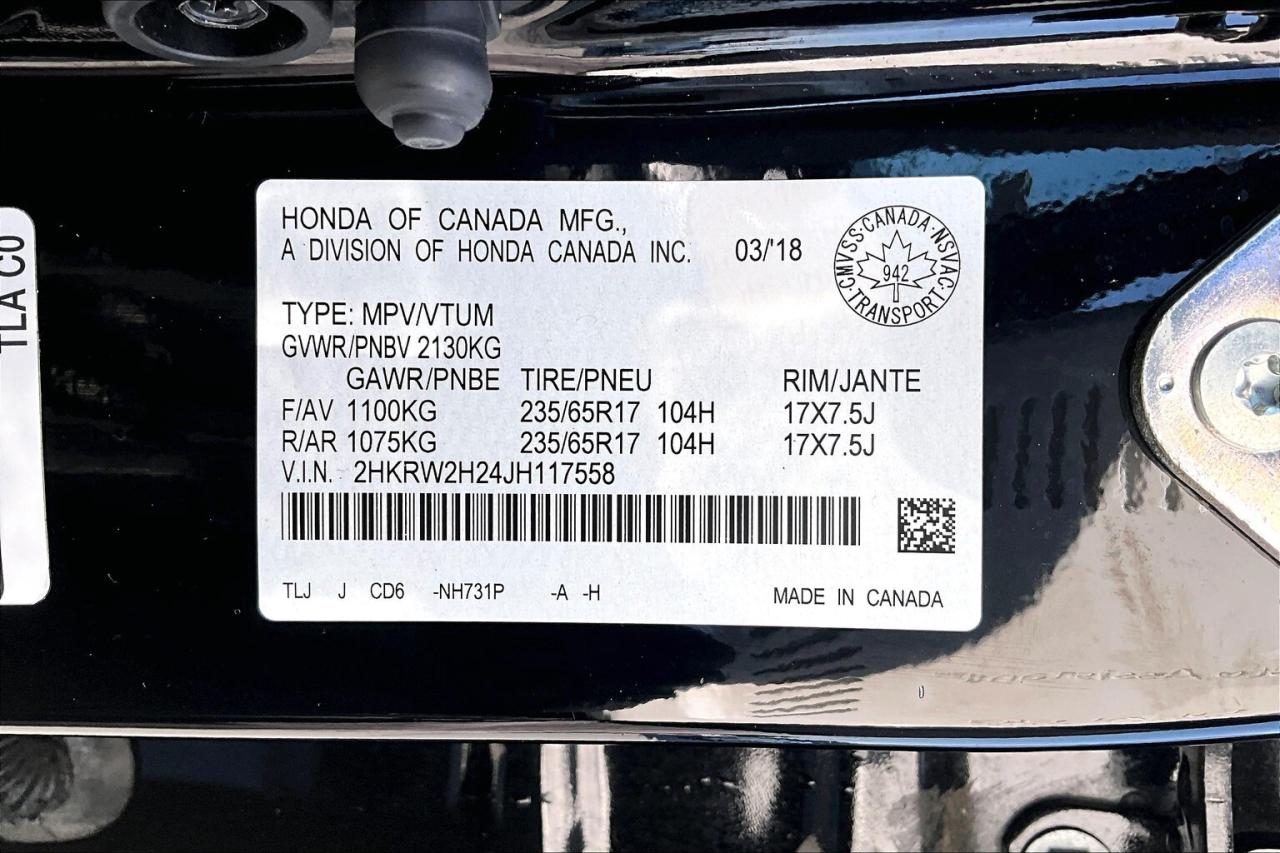 HONDA OF CANADA MFG.,
A DIVISION OF HONDA CANADA INC. 03/'18
CMVSS·CANADA·NSVAC·TRANSPORT·
942
TYPE: MPV/VTUM
GVWR/PNBV 2130KG
GAWR/PNBE TIRE/PNEU RIM/JANTE
F/AV 1100KG 235/65R17 104H 17X7.5J
R/AR 1075KG 235/65R17 104H 17X7.5J
V.I.N. 2HKRW2H24JH117558
TLJ J CD6 -NH731P -A -H MADE IN CANADA
TLA C0